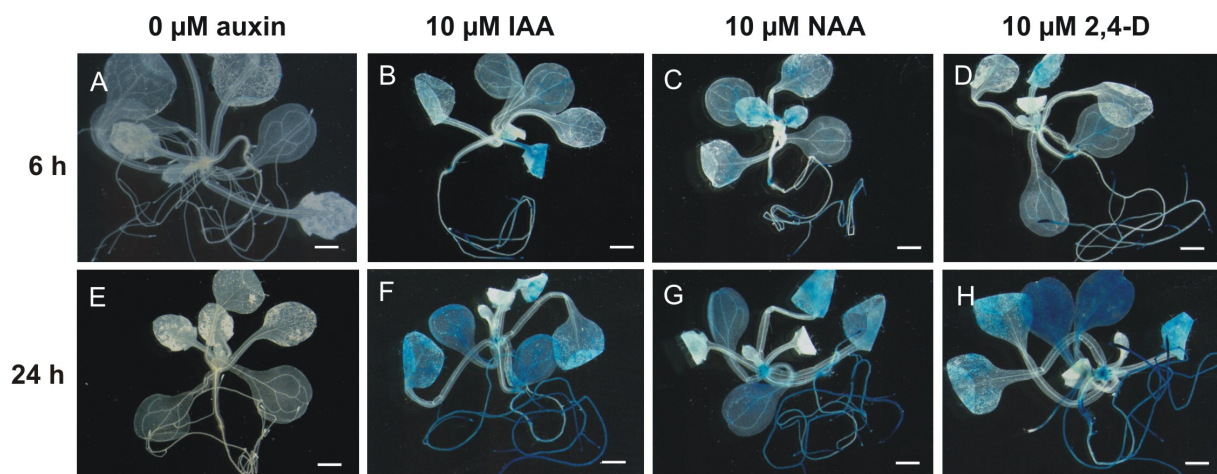 0 µM auxin 10 µM IAA 10 µM NAA 10 µM 2,4-D
6 h
A B C D
24 h
E F G H